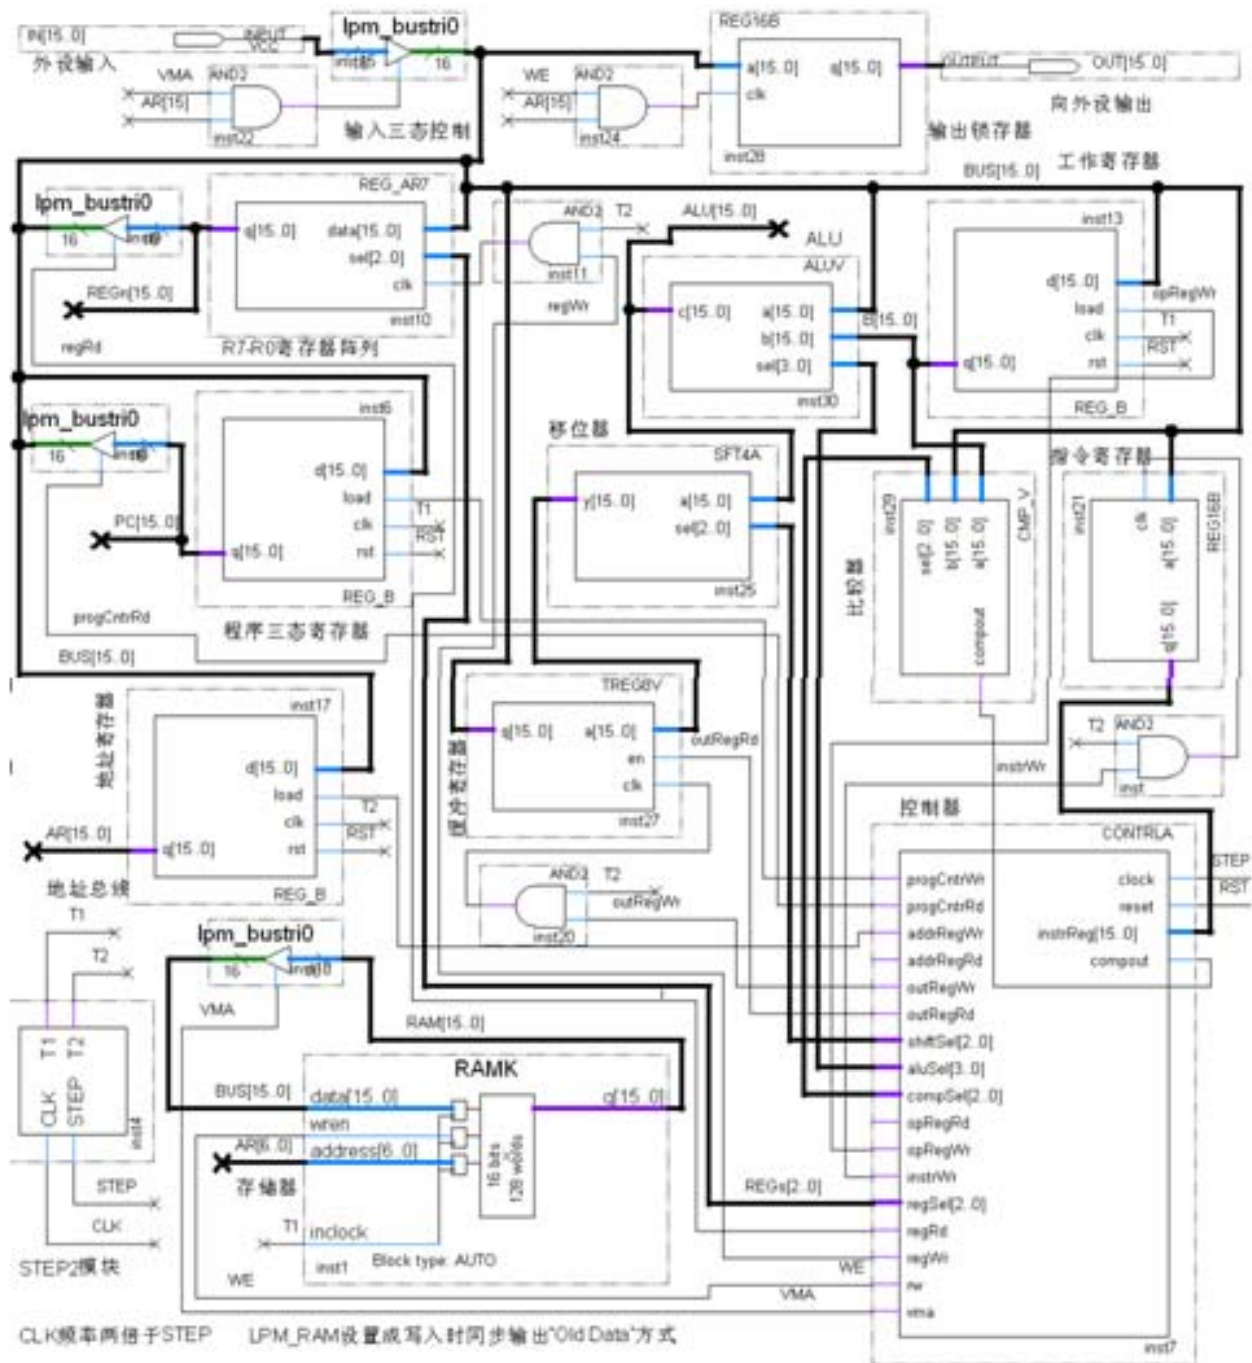 IN[15..0]
INPUT
VCC
外设输入
lpm_bustri0
16
VMA
AND2
AR[15]
inst22
输入三态控制
WE
AND2
AR[15]
inst24
REG16B
a[15..0]
q[15..0]
clk
inst28
输出锁存器
OUTPUT
OUT[15..0]
向外设输出
工作寄存器
BUS[15..0]
lpm_bustri0
16
REGn[15..0]
regRd
REG_AR7
q[15..0]
data[15..0]
sel[2..0]
clk
inst10
R7-R0寄存器阵列
AND2
T2
inst11
regWr
ALU[15..0]
ALU
ALUV
c[15..0]
a[15..0]
b[15..0]
sel[3..0]
inst30
B[15..0]
inst13
d[15..0]
load
clk
rst
q[15..0]
REG_B
opRegWr
T1
RST
lpm_bustri0
16
PC[15..0]
progCntrRd
inst6
d[15..0]
load
clk
rst
q[15..0]
REG_B
T1
RST
程序三态寄存器
BUS[15..0]
移位器
SFT4A
y[15..0]
a[15..0]
sel[2..0]
inst25
比较器
inst29
sel[2..0]
b[15..0]
a[15..0]
CMP_V
compout
指令寄存器
inst21
clk
a[15..0]
REG16B
q[15..0]
地址寄存器
inst17
d[15..0]
load
clk
rst
q[15..0]
REG_B
T2
RST
AR[15..0]
地址总线
缓冲寄存器
TREG8V
q[15..0]
a[15..0]
en
clk
inst27
outRegRd
AND2
T2
outRegWr
inst20
T2
AND2
instrWr
inst
控制器
CONTRLA
progCntrWr
progCntrRd
addrRegWr
addrRegRd
outRegWr
outRegRd
shiftSel[2..0]
aluSel[3..0]
compSel[2..0]
opRegRd
opRegWr
instrWr
regSel[2..0]
regRd
regWr
rw
vma
clock
reset
instrReg[15..0]
compout
STEP
RST
inst7
T1
T2
T1
T2
CLK
STEP
inst4
STEP
CLK
STEP2模块
lpm_bustri0
16
VMA
RAM[15..0]
RAMK
BUS[15..0]
data[15..0]
q[15..0]
wren
AR[6..0]
address[6..0]
16 bits
128 words
存储器
T1
inclock
inst1
Block type: AUTO
WE
REGs[2..0]
WE
VMA
CLK频率两倍于STEP
LPM_RAM设置成写入时同步输出"Old Data"方式